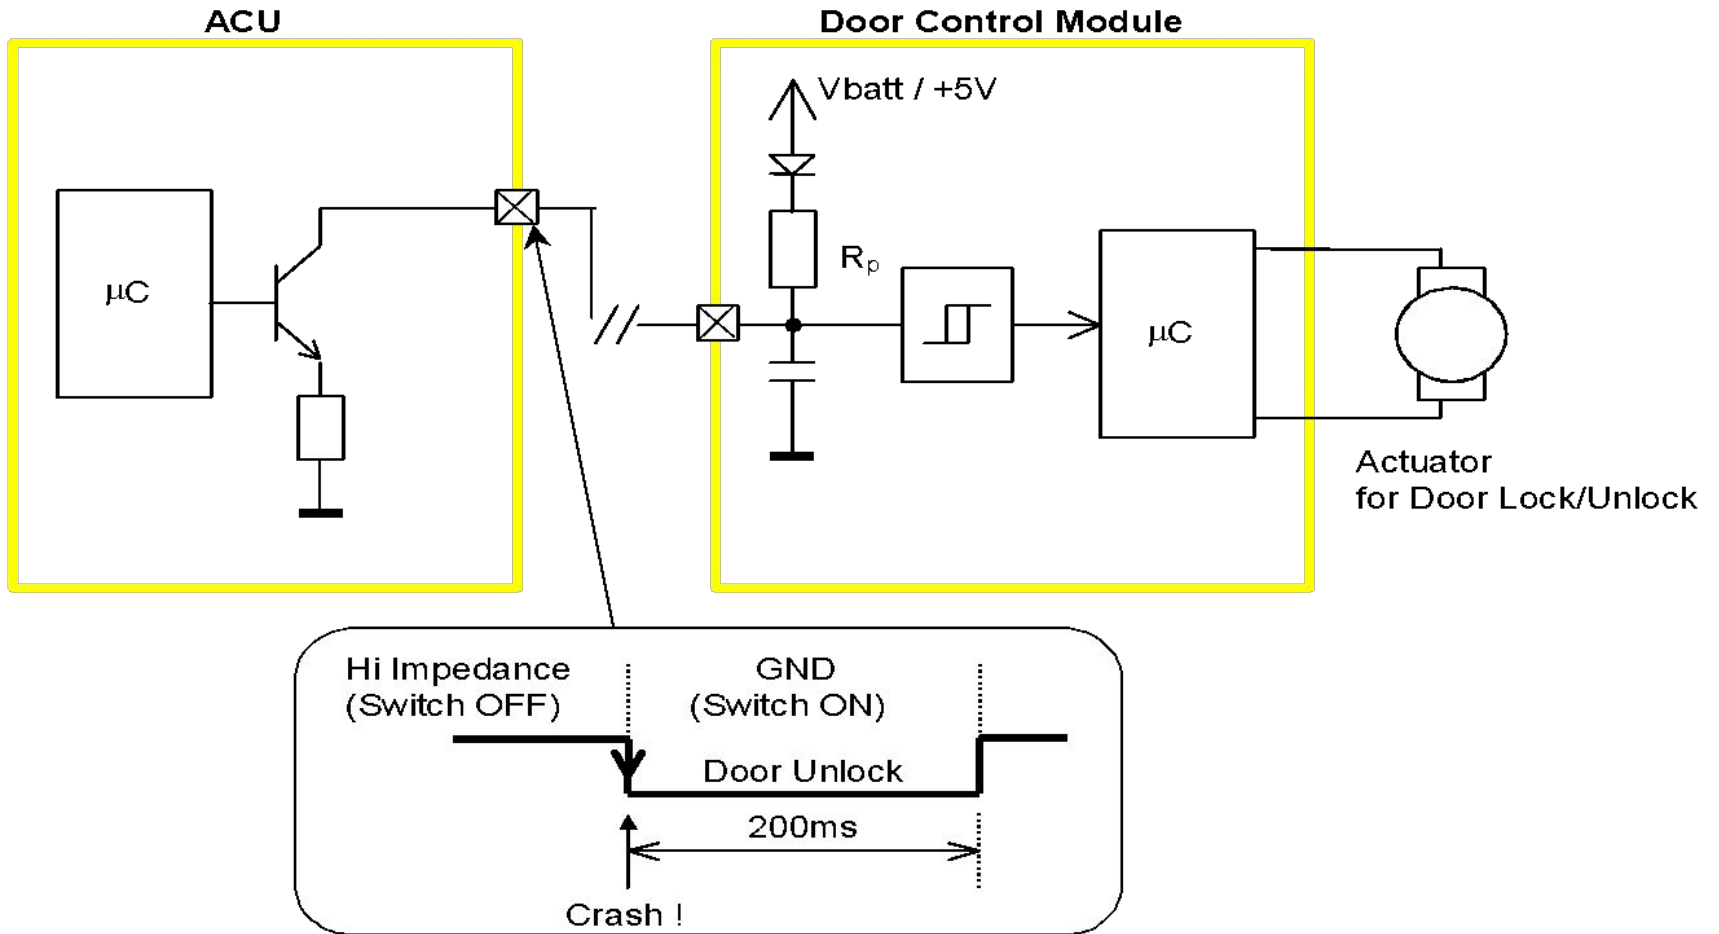 ACU
Door Control Module
Vbatt / +5V
μC
Rp
μC
Actuator
for Door Lock/Unlock
Hi Impedance
(Switch OFF)
GND
(Switch ON)
Door Unlock
200ms
Crash !